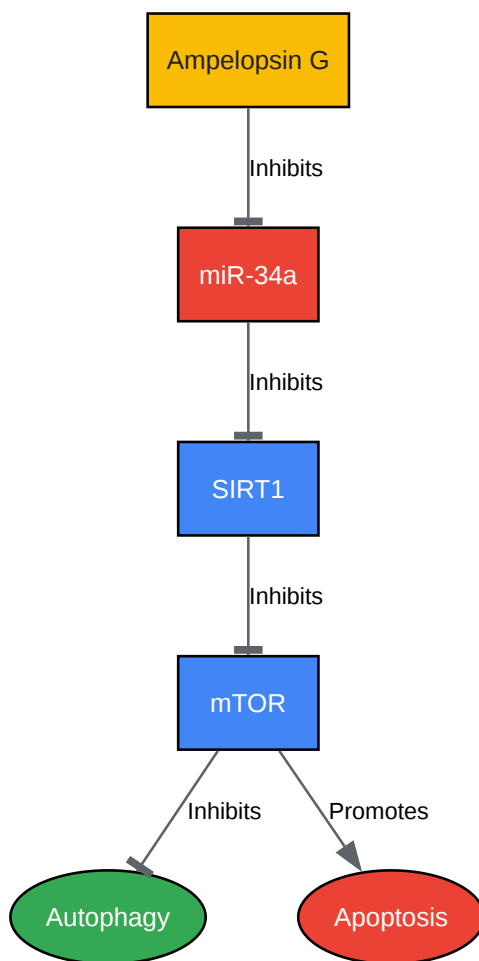 Ampelopsin G
Inhibits
miR-34a
Inhibits
SIRT1
Inhibits
mTOR
Inhibits
Promotes
Autophagy
Apoptosis